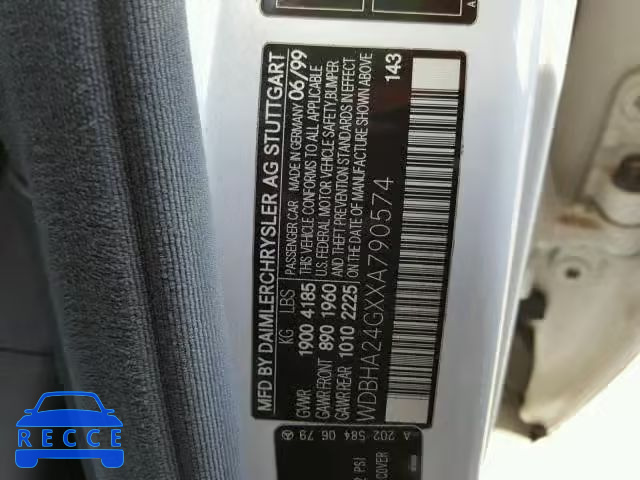 MFD BY DAIMLERCHRYSLER AG STUTTGART
KG LBS PASSENGER CAR MADE IN GERMANY 06/99
GVWR 1900 4185 THIS VEHICLE CONFORMS TO ALL APPLICABLE
GAWR FRONT 890 1960 U.S. FEDERAL MOTOR VEHICLE SAFETY, BUMPER
GAWR REAR 1010 2225 AND THEFT PREVENTION STANDARDS IN EFFECT
ON THE DATE OF MANUFACTURE SHOWN ABOVE
WDBHA24GXXA790574 143
A 202 584 06 79
PSI
COVER
A
RECCE